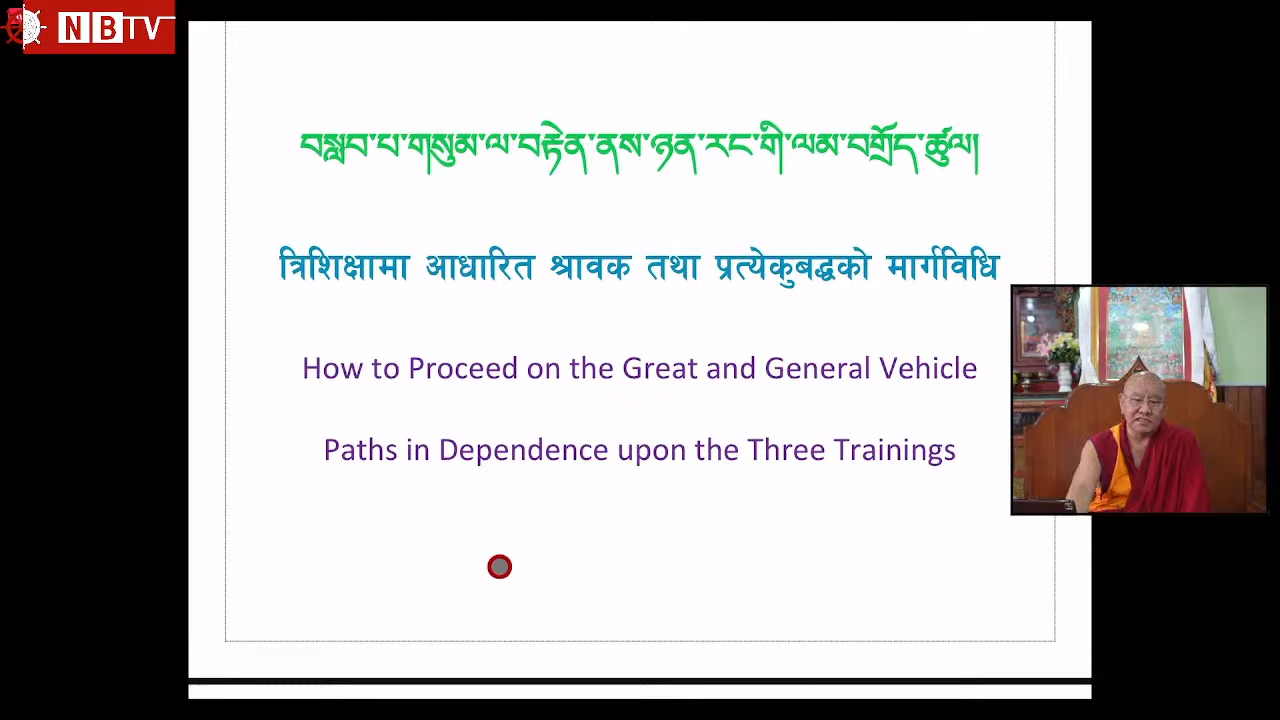 NBTV
བསླབ་པ་གསུམ་ལ་བརྟེན་ནས་ཉན་རང་གི་ལམ་བགྲོད་ཚུལ།
त्रिशिक्षामा आधारित श्रावक तथा प्रत्येकुबद्धको मार्गविधि
How to Proceed on the Great and General Vehicle
Paths in Dependence upon the Three Trainings